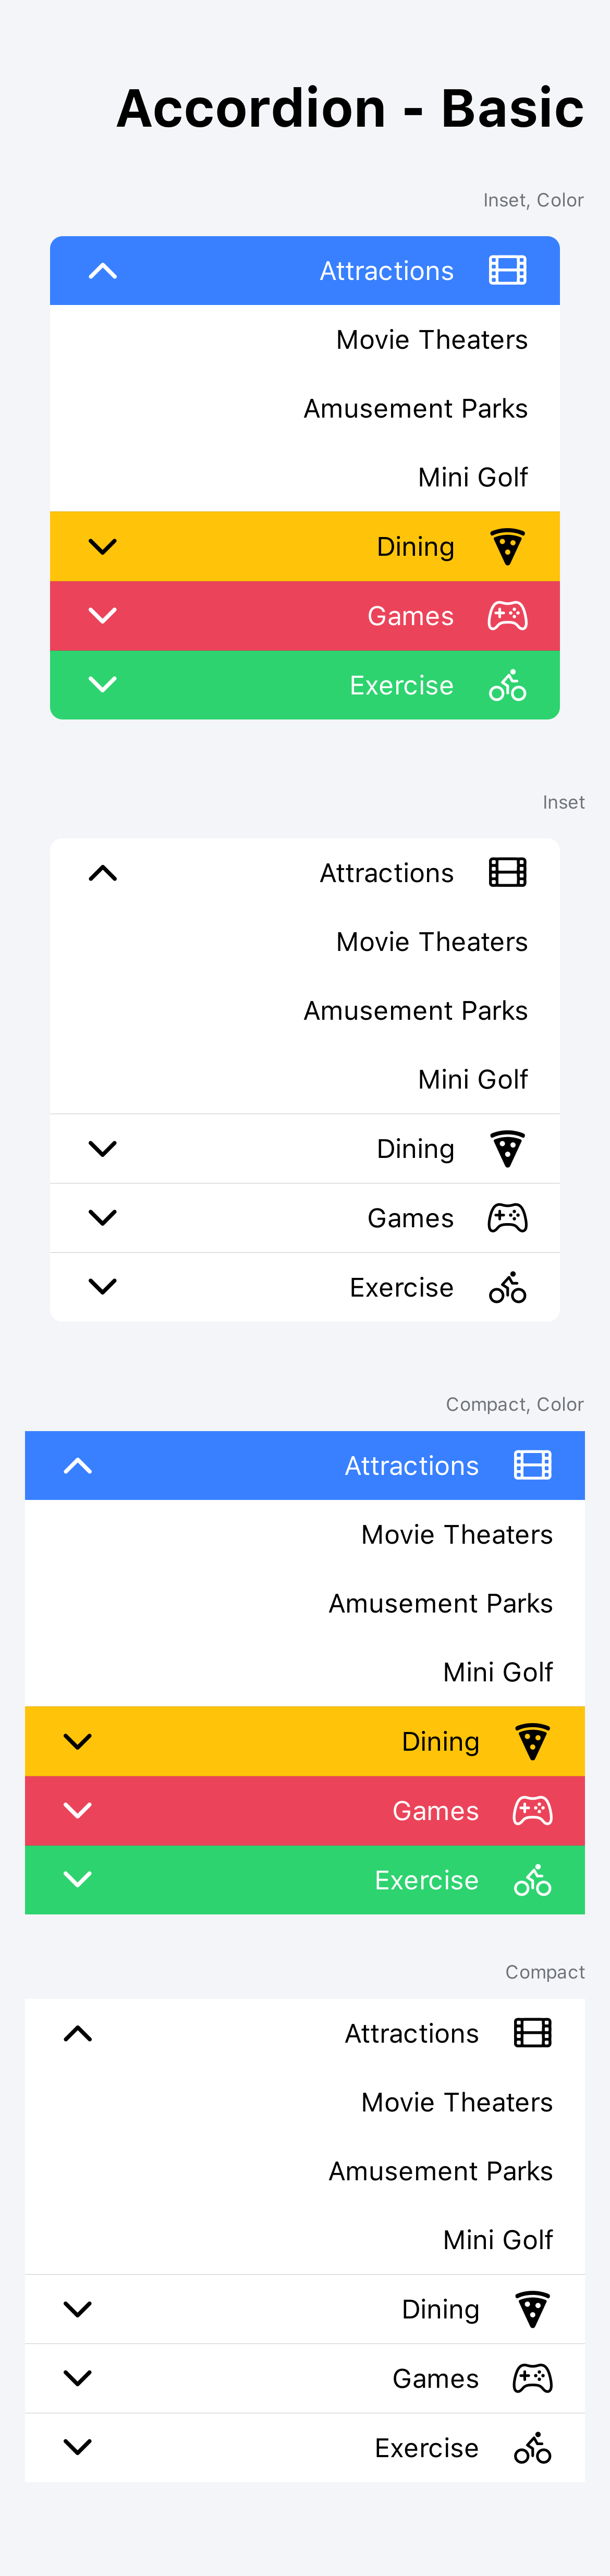 Accordion - Basic
Inset, Color
Attractions
Movie Theaters
Amusement Parks
Mini Golf
Dining
Games
Exercise
Inset
Attractions
Movie Theaters
Amusement Parks
Mini Golf
Dining
Games
Exercise
Compact, Color
Attractions
Movie Theaters
Amusement Parks
Mini Golf
Dining
Games
Exercise
Compact
Attractions
Movie Theaters
Amusement Parks
Mini Golf
Dining
Games
Exercise